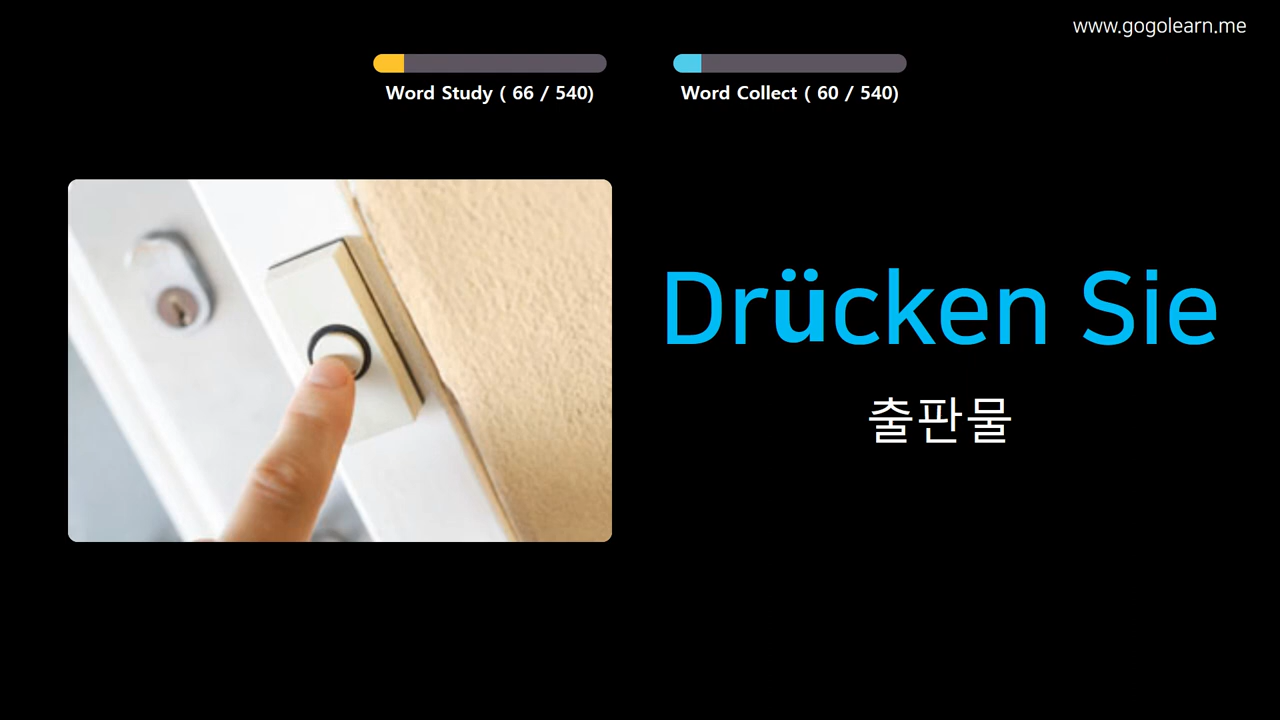 www.gogolearn.me
Word Study ( 66 / 540)
Word Collect ( 60 / 540)
Drücken Sie
출판물